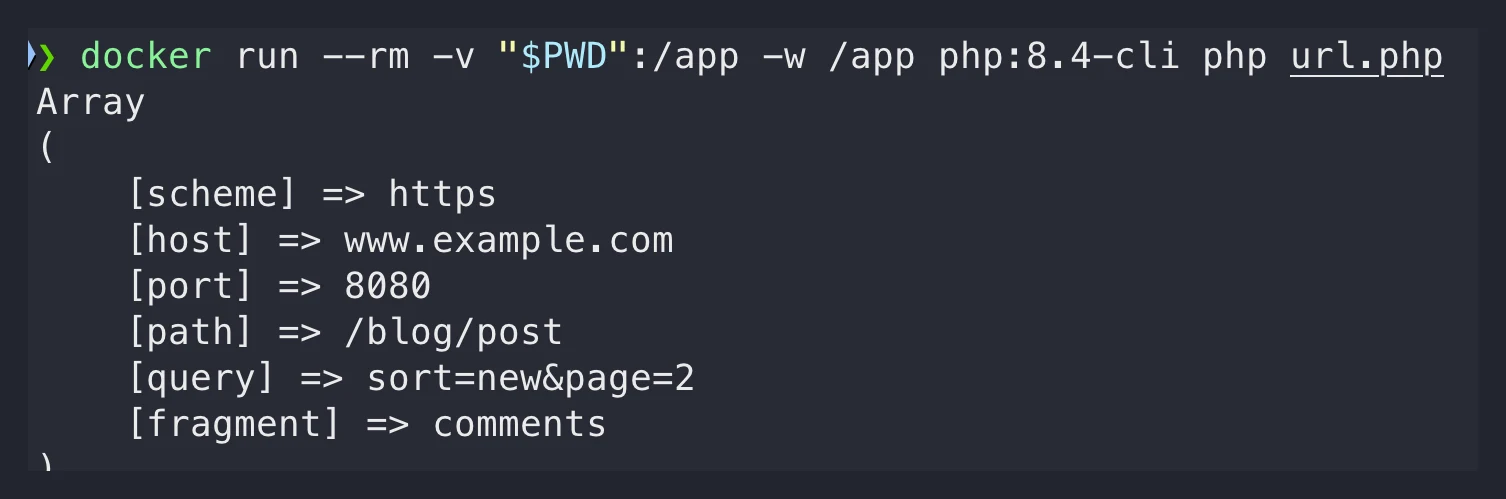 ❯ docker run --rm -v "$PWD":/app -w /app php:8.4-cli php url.php
Array
(
    [scheme] => https
    [host] => www.example.com
    [port] => 8080
    [path] => /blog/post
    [query] => sort=new&page=2
    [fragment] => comments
)